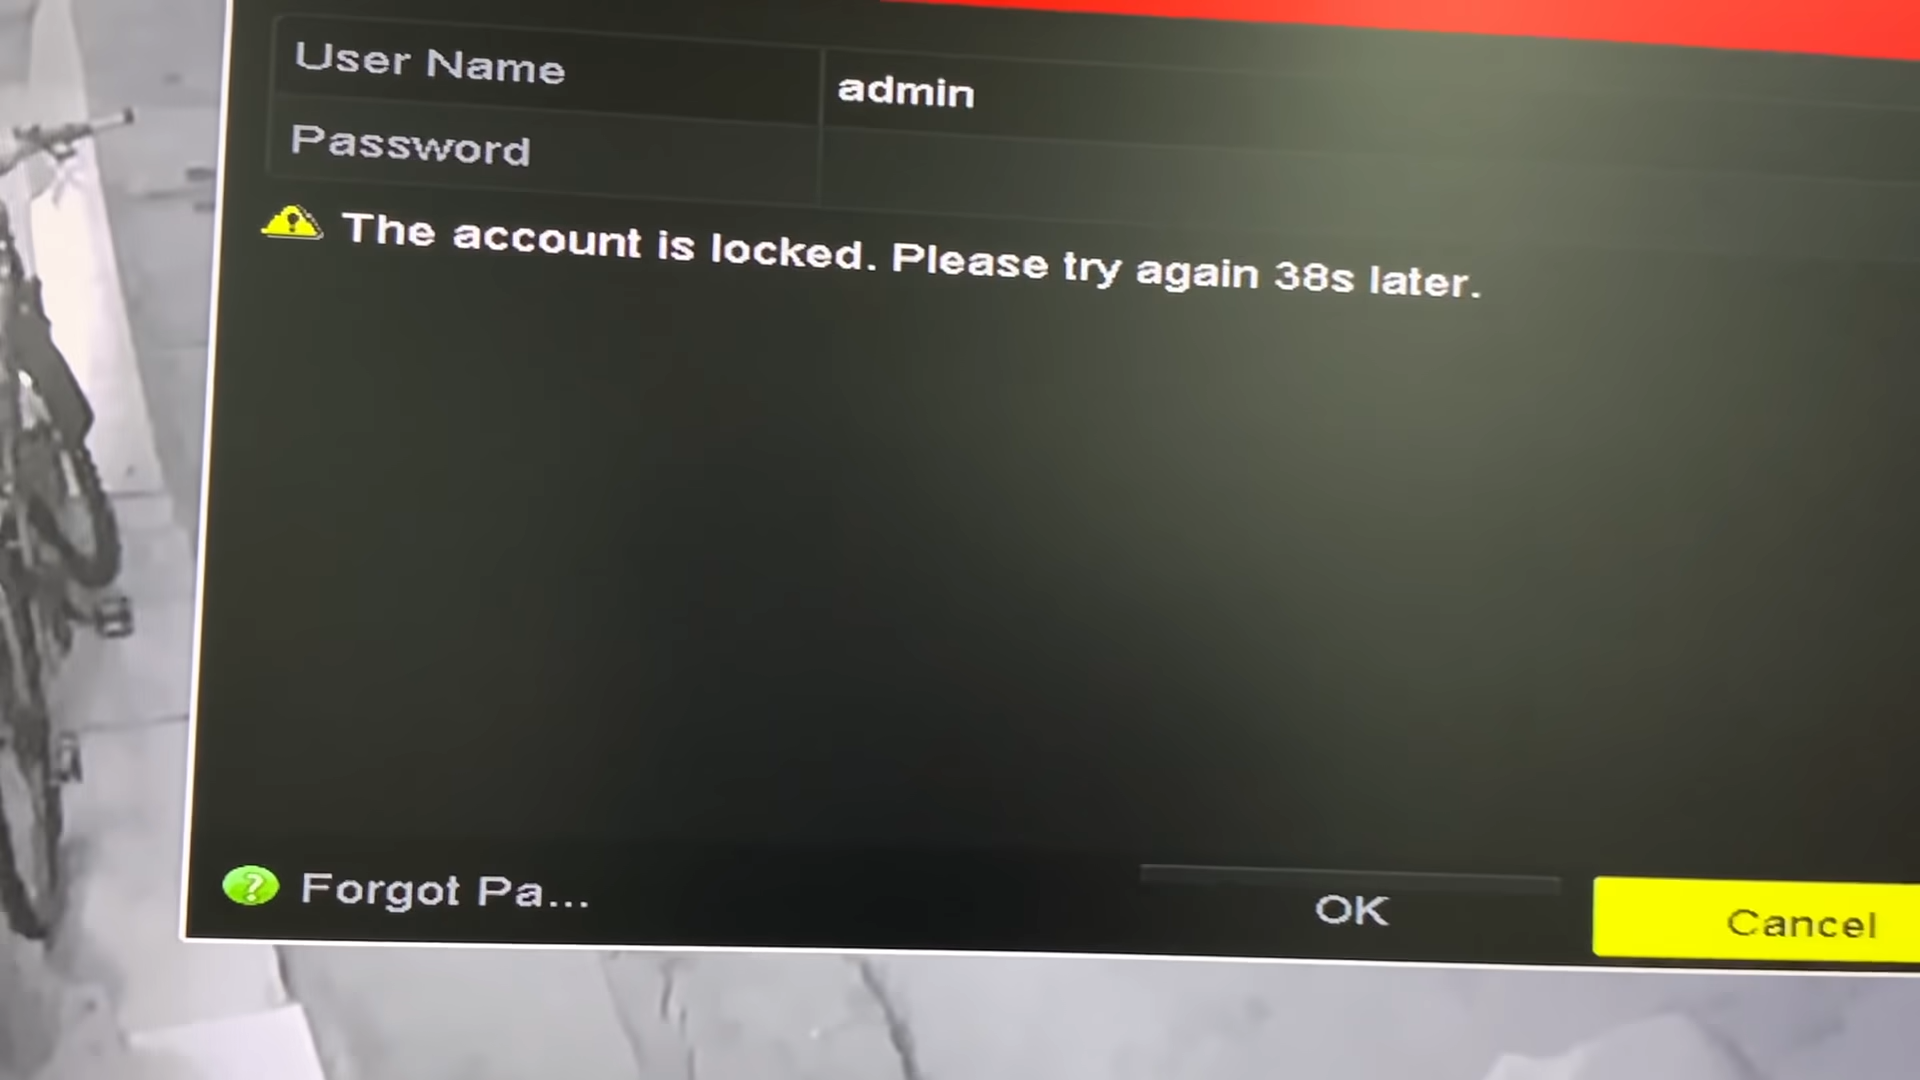 User Name
admin
Password
The account is locked. Please try again 38s later.
Forgot Pa...
OK
Cancel